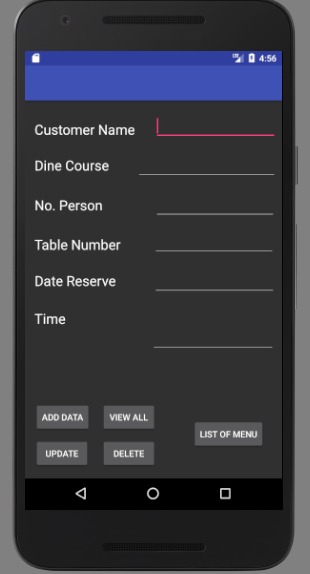 4:56
Customer Name
Dine Course
No. Person
Table Number
Date Reserve
Time
ADD DATA
VIEW ALL
LIST OF MENU
UPDATE
DELETE